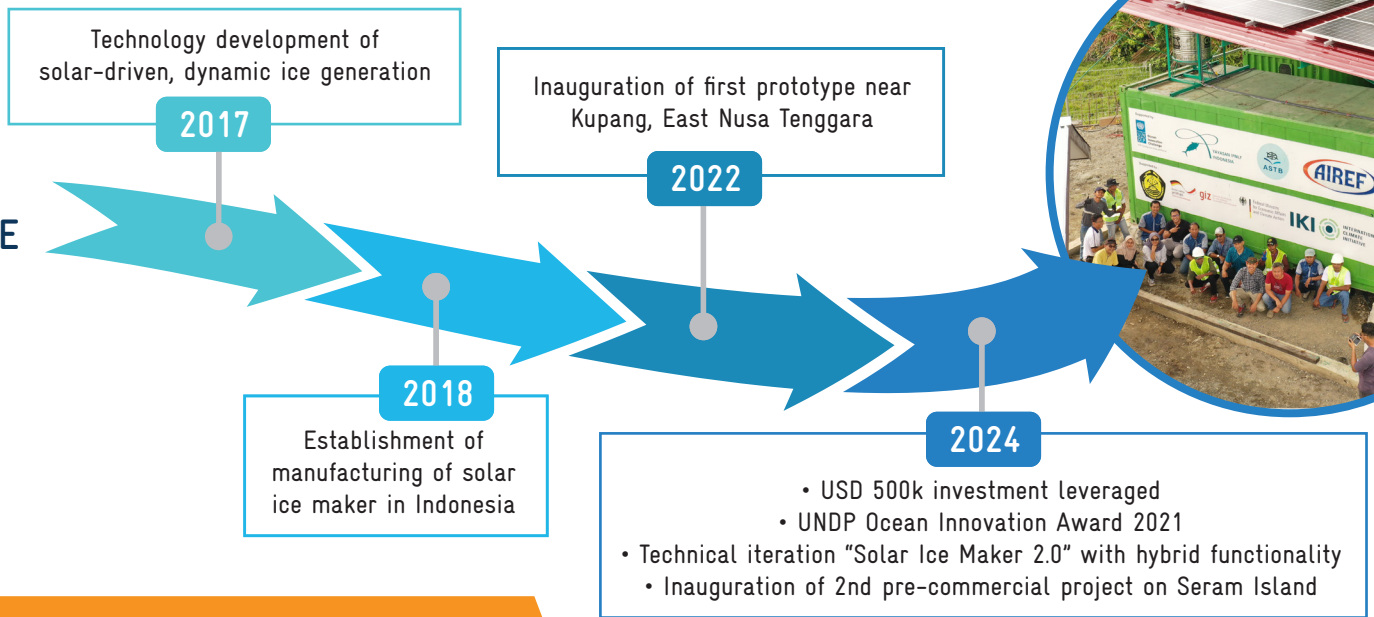 Technology development of
solar-driven, dynamic ice generation
2017
E
2018
Establishment of
manufacturing of solar
ice maker in Indonesia
Inauguration of first prototype near
Kupang, East Nusa Tenggara
2022
2024
• USD 500k investment leveraged
• UNDP Ocean Innovation Award 2021
• Technical iteration “Solar Ice Maker 2.0” with hybrid functionality
• Inauguration of 2nd pre-commercial project on Seram Island
ASTB
AIREF
giz
IKI
INTERNATIONAL
CLIMATE
INITIATIVE